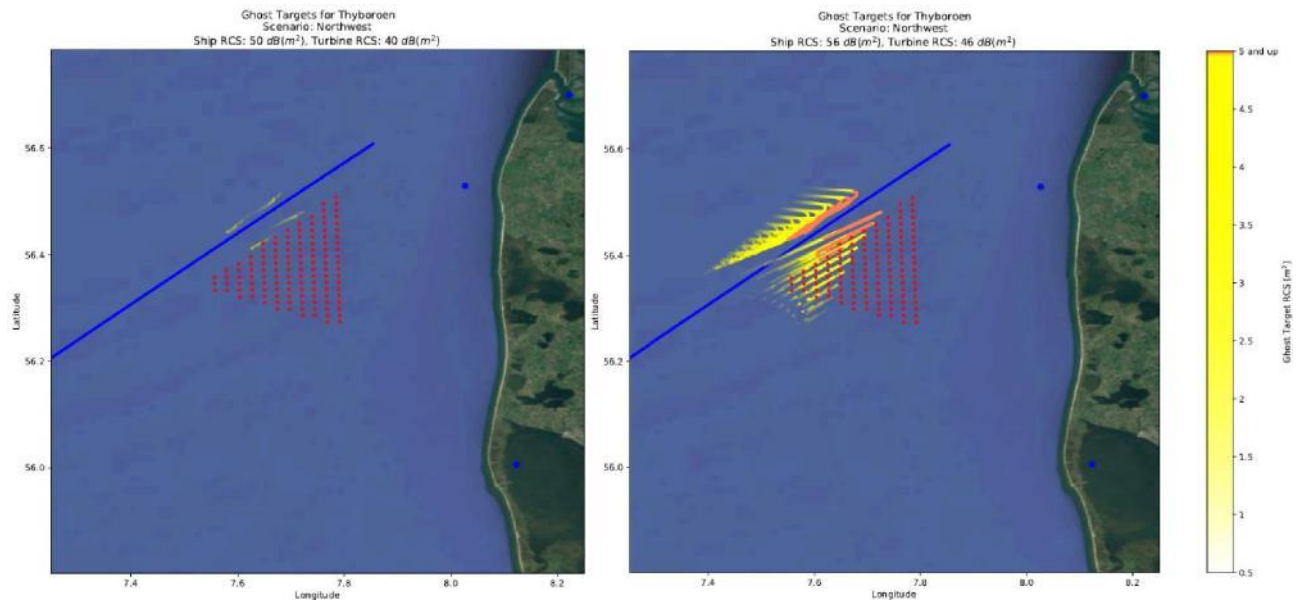 Ghost Targets for Thyboroen
Scenario: Northwest
Ship RCS: 50 dB(m²), Turbine RCS: 40 dB(m²)
56.6
56.4
56.2
56.0
Latitude
7.4
7.6
7.8
8.0
8.2
Longitude
Ghost Targets for Thyboroen
Scenario: Northwest
Ship RCS: 56 dB(m²), Turbine RCS: 46 dB(m²)
56.6
56.4
56.2
56.0
Latitude
7.4
7.6
7.8
8.0
8.2
Longitude
5 and up
4.5
4
3.5
3
2.5
2
1.5
1
0.5
Ghost Target RCS [m²]